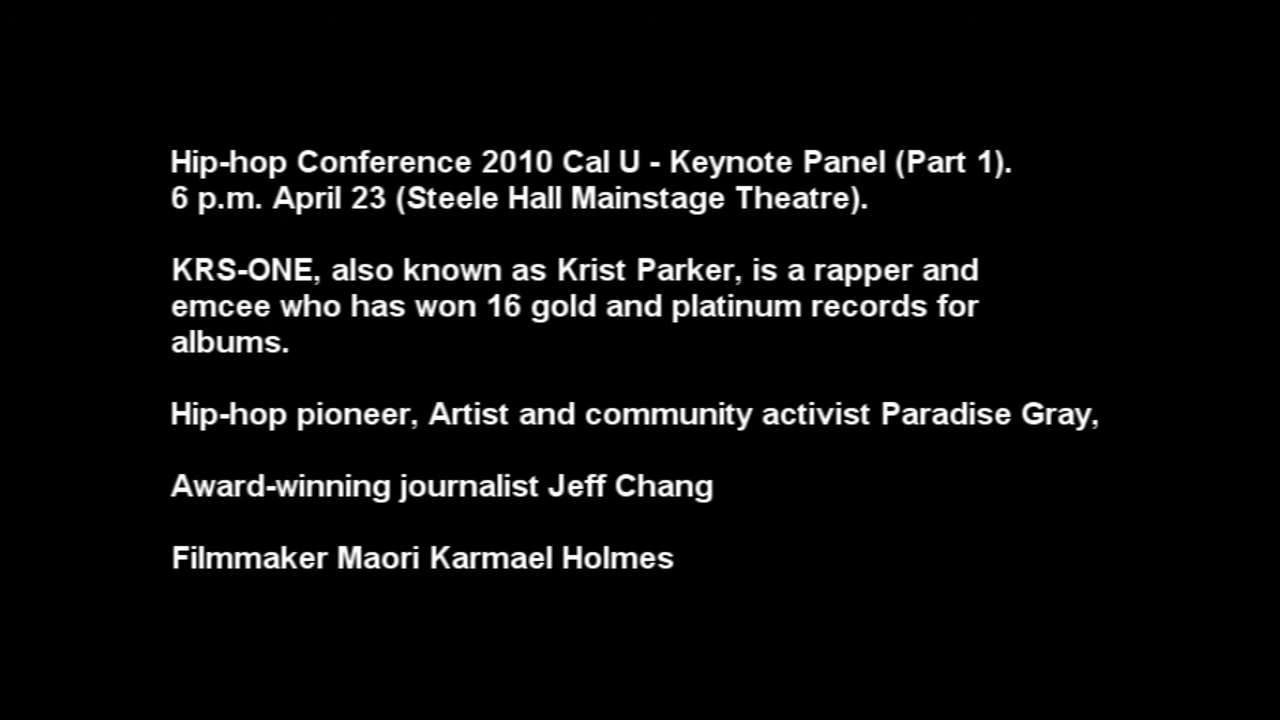 Hip-hop Conference 2010 Cal U - Keynote Panel (Part 1).
6 p.m. April 23 (Steele Hall Mainstage Theatre).
KRS-ONE, also known as Krist Parker, is a rapper and
emcee who has won 16 gold and platinum records for
albums.
Hip-hop pioneer, Artist and community activist Paradise Gray,
Award-winning journalist Jeff Chang
Filmmaker Maori Karmael Holmes